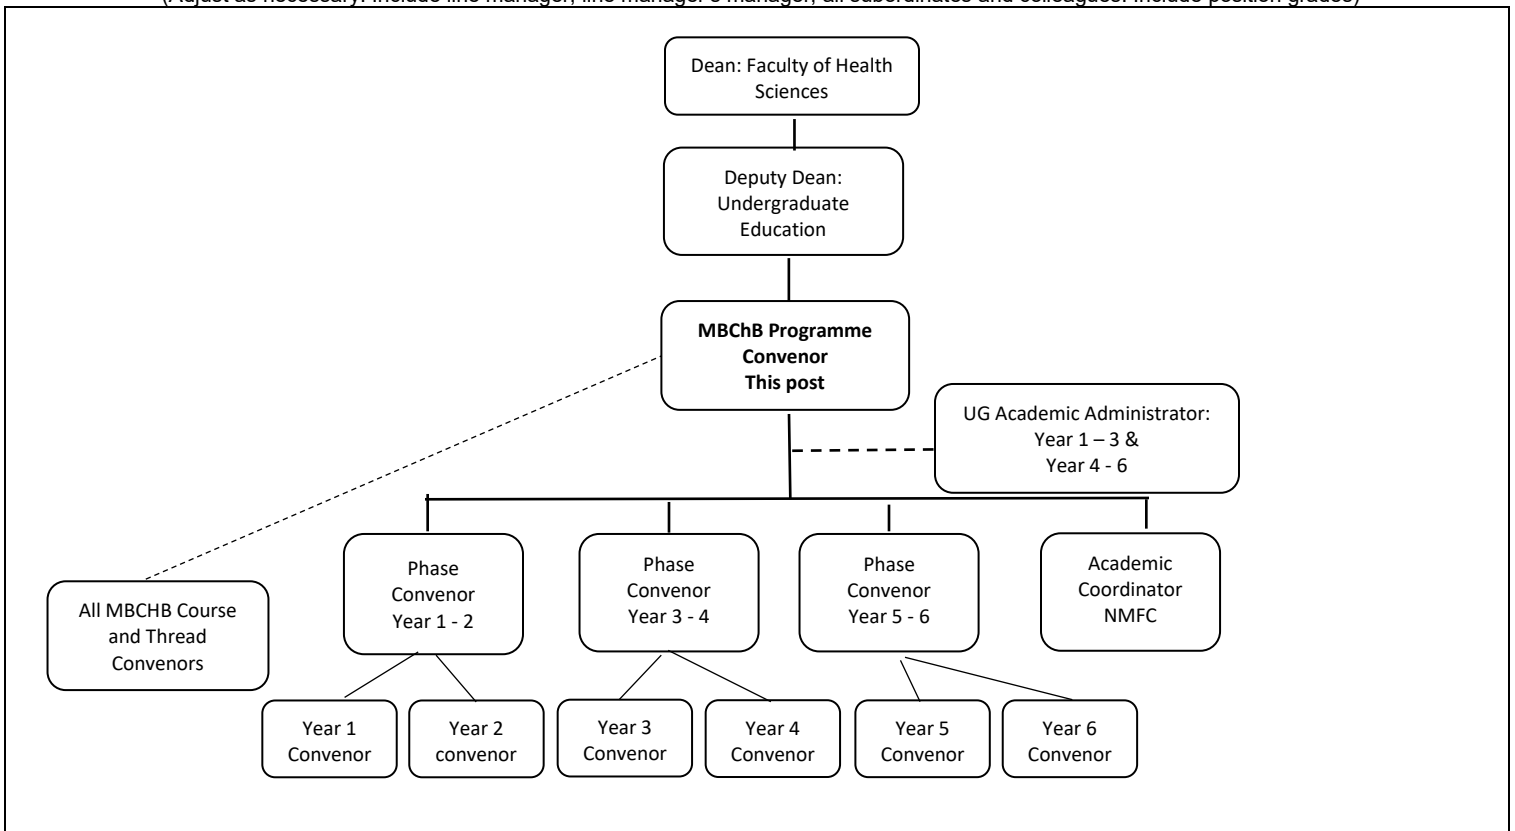 (Adjust as necessary. Include line manager, line manager's manager, all subordinates and colleagues. Include position grades)
Dean: Faculty of Health
Sciences
Deputy Dean:
Undergraduate
Education
MBChB Programme
Convenor
This post
UG Academic Administrator:
Year 1 – 3 &
Year 4 - 6
All MBCHB Course
and Thread
Convenors
Phase
Convenor
Year 1 - 2
Phase
Convenor
Year 3 - 4
Phase
Convenor
Year 5 - 6
Academic
Coordinator
NMFC
Year 1
Convenor
Year 2
convenor
Year 3
Convenor
Year 4
Convenor
Year 5
Convenor
Year 6
Convenor